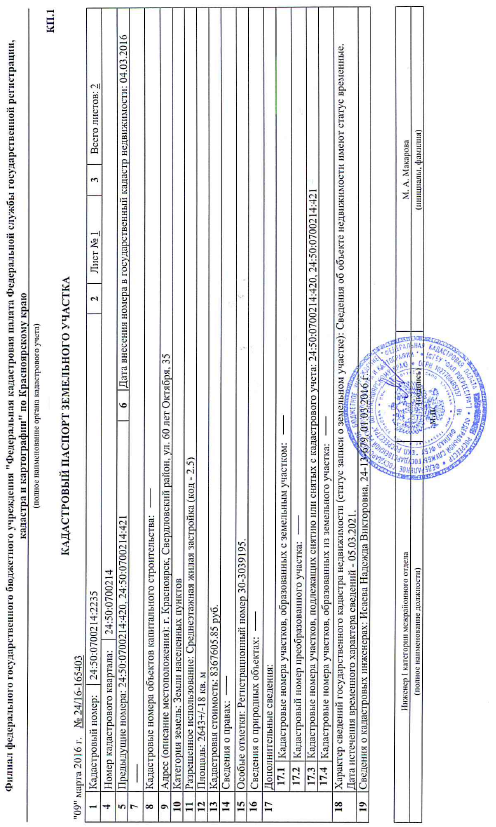 Филиал федерального государственного бюджетного учреждения "Федеральная кадастровая палата Федеральной службы государственной регистрации,
кадастра и картографии" по Красноярскому краю
(полное наименование органа кадастрового учета)
КП.1
КАДАСТРОВЫЙ ПАСПОРТ ЗЕМЕЛЬНОГО УЧАСТКА
"09" марта 2016 г. № 24/16-165403
1 Кадастровый номер: 24:50:0700214:2235 2 Лист № 1 3 Всего листов: 2
4 Номер кадастрового квартала: 24:50:0700214
5 Предыдущие номера: 24:50:0700214:420, 24:50:0700214:421 6 Дата внесения номера в государственный кадастр недвижимости: 04.03.2016
7 ——
8 Кадастровые номера объектов капитального строительства: ——
9 Адрес (описание местоположения): г. Красноярск, Свердловский район, ул. 60 лет Октября, 35
10 Категория земель: Земли населенных пунктов
11 Разрешенное использование: Среднеэтажная жилая застройка (код - 2.5)
12 Площадь: 2643+/-18 кв. м
13 Кадастровая стоимость: 8367605.85 руб.
14 Сведения о правах: ——
15 Особые отметки: Регистрационный номер 30-3039195.
16 Сведения о природных объектах: ——
17 Дополнительные сведения:
17.1 Кадастровые номера участков, образованных с земельным участком: ——
17.2 Кадастровый номер преобразованного участка: ——
17.3 Кадастровые номера участков, подлежащих снятию или снятых с кадастрового учета: 24:50:0700214:420, 24:50:0700214:421
17.4 Кадастровые номера участков, образованных из земельного участка: ——
18 Характер сведений государственного кадастра недвижимости (статус записи о земельном участке): Сведения об объекте недвижимости имеют статус временные.
Дата истечения временного характера сведений - 05.03.2021.
19 Сведения о кадастровых инженерах: Исаева Надежда Викторовна, 24-13-679, 01.03.2016 г.
Инженер I категории межрайонного отдела М. А. Макарова
(полное наименование должности) (подпись) (инициалы, фамилия)